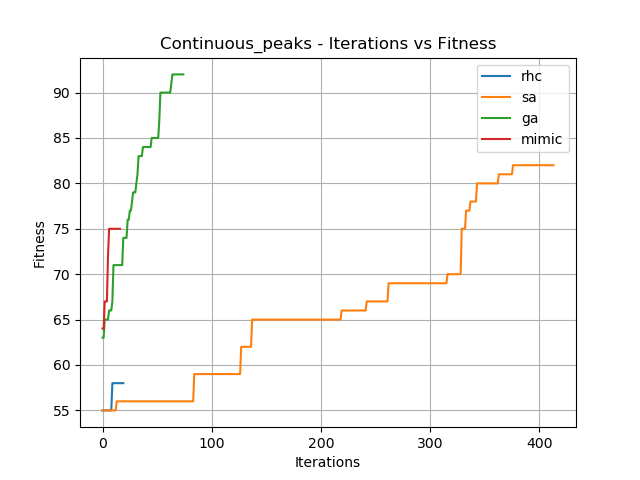 Continuous_peaks - Iterations vs Fitness
rhc
sa
ga
mimic
Fitness
90
85
80
75
70
65
60
55
0 100 200 300 400
Iterations